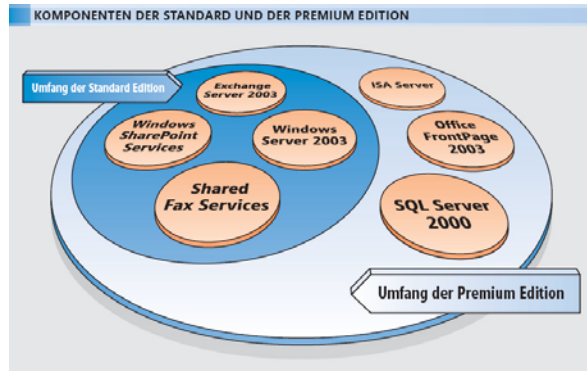 KOMPONENTEN DER STANDARD UND DER PREMIUM EDITION
Umfang der Standard Edition
Exchange
Server 2003
Windows
SharePoint
Services
Windows
Server 2003
Shared
Fax Services
ISA Server
Office
FrontPage
2003
SQL Server
2000
Umfang der Premium Edition